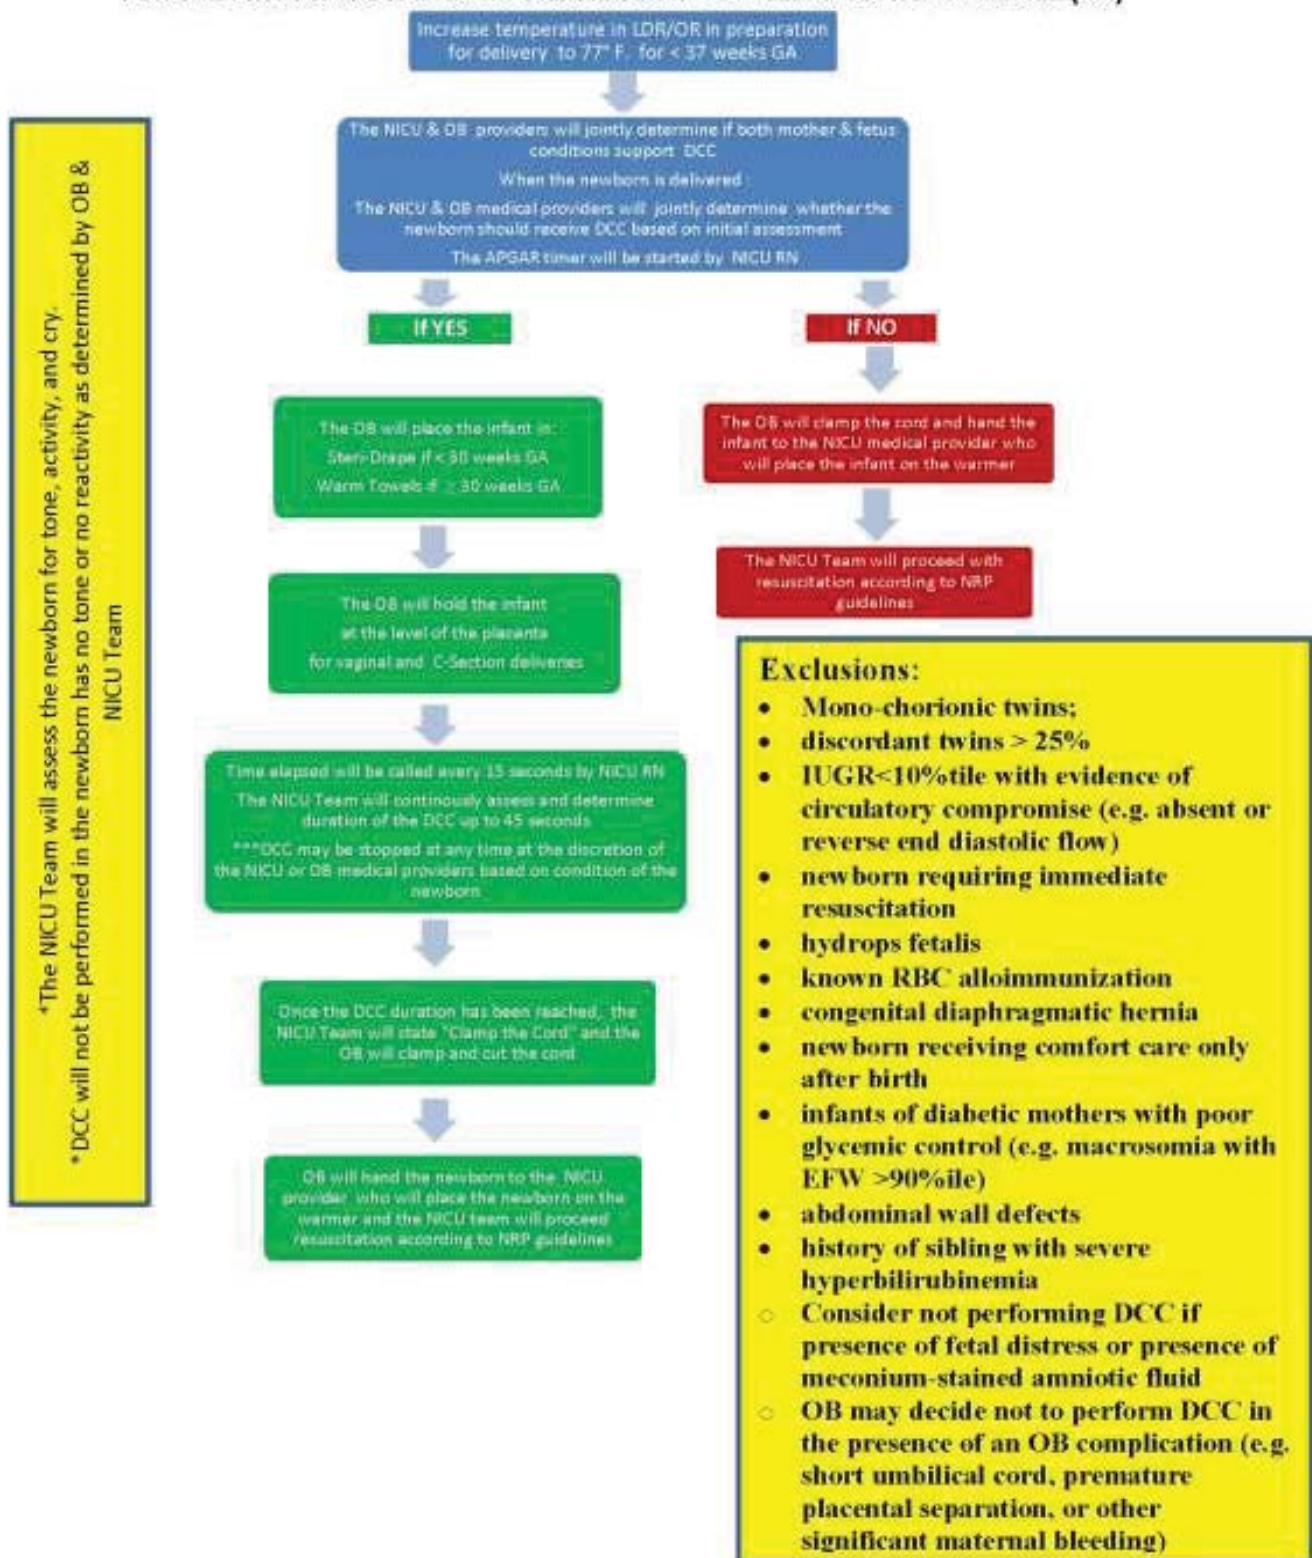 Increase temperature in LDR/OR in preparation
for delivery to 77° F. for < 37 weeks GA
*The NICU Team will assess the newborn for tone, activity, and cry.
*DCC will not be performed in the newborn has no tone or no reactivity as determined by OB &
NICU Team
The NICU & OB providers will jointly determine if both mother & fetus
conditions support DCC
When the newborn is delivered
The NICU & OB medical providers will jointly determine whether the
newborn should receive DCC based on initial assessment
The APGAR timer will be started by NICU RN
If YES
If NO
The OB will place the infant in:
Steri-Drape if < 30 weeks GA
Warm Towels if ≥ 30 weeks GA
The OB will clamp the cord and hand the
infant to the NICU medical provider who
will place the infant on the warmer
The OB will hold the infant
at the level of the placenta
for vaginal and C-Section deliveries
The NICU Team will proceed with
resuscitation according to NRP
guidelines
Time elapsed will be called every 15 seconds by NICU RN
The NICU Team will continously assess and determine
duration of the DCC up to 45 seconds
***DCC may be stopped at any time at the discretion of
the NICU or OB medical providers based on condition of the
newborn
Once the DCC duration has been reached, the
NICU Team will state "Clamp the Cord" and the
OB will clamp and cut the cord
OB will hand the newborn to the NICU
provider who will place the newborn on the
warmer and the NICU team will proceed
resuscitation according to NRP guidelines
Exclusions:
• Mono-chorionic twins;
• discordant twins > 25%
• IUGR<10%tile with evidence of
circulatory compromise (e.g. absent or
reverse end diastolic flow)
• newborn requiring immediate
resuscitation
• hydrops fetalis
• known RBC alloimmunization
• congenital diaphragmatic hernia
• newborn receiving comfort care only
after birth
• infants of diabetic mothers with poor
glycemic control (e.g. macrosomia with
EFW >90%ile)
• abdominal wall defects
• history of sibling with severe
hyperbilirubinemia
○ Consider not performing DCC if
presence of fetal distress or presence of
meconium-stained amniotic fluid
○ OB may decide not to perform DCC in
the presence of an OB complication (e.g.
short umbilical cord, premature
placental separation, or other
significant maternal bleeding)